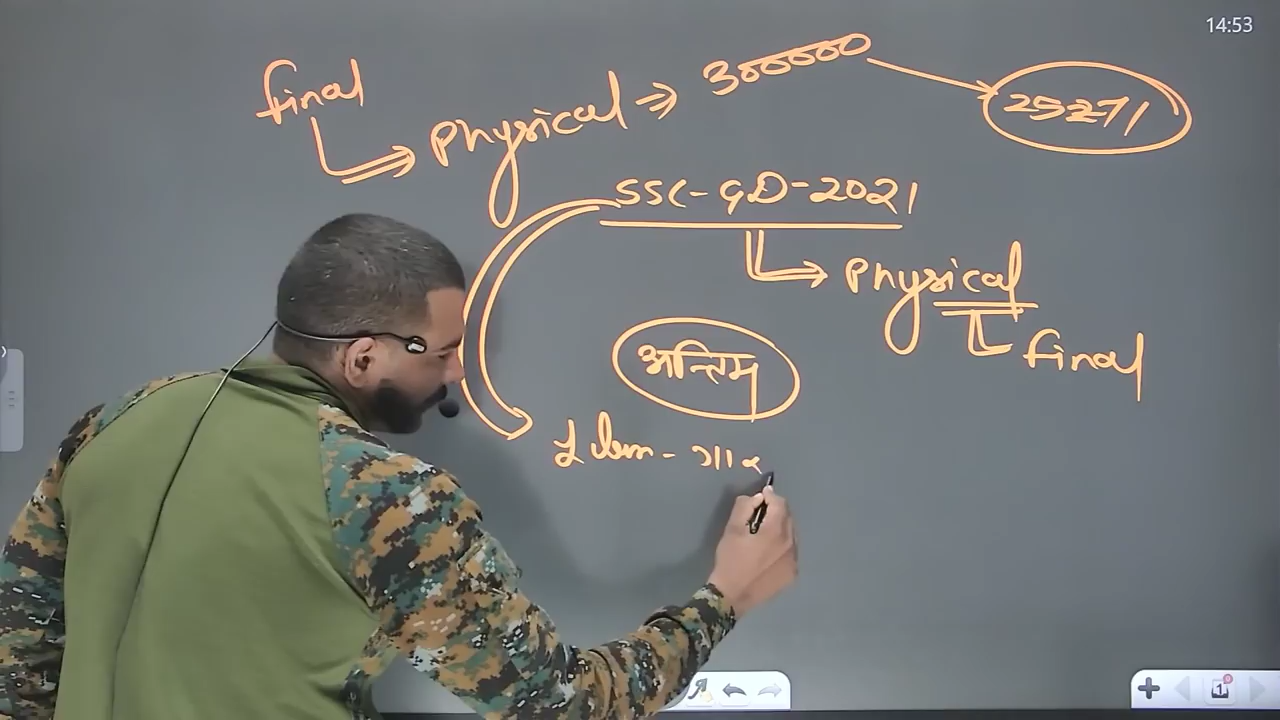 14:53
final
Physical ⇒ 300000
25271
SSC-GD-2021
Physical
final
अन्तिम